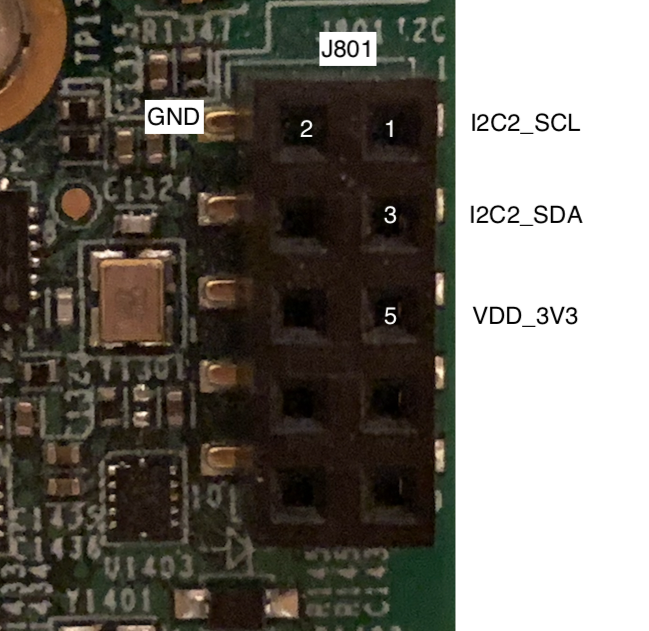 TP13
R1347
J801 I2C
J801
1
GND
2
1
I2C2_SCL
C1324
3
I2C2_SDA
5
VDD_3V3
Y1301
C1435
C1436
U1403
Y1401